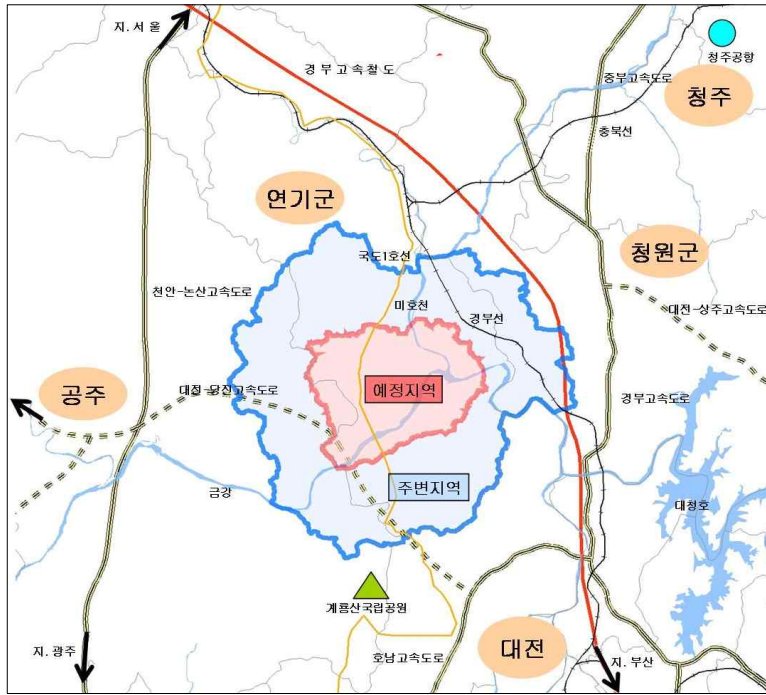 지.서울
경부고속철도
청주공항
중부고속도로
청주
충북선
연기군
국도1호선
청원군
천안-논산고속도로
미호천
경부선
대전-상주고속도로
공주
대전-당진고속도로
예정지역
경부고속도로
금강
주변지역
대청호
계룡산국립공원
대전
지.광주
호남고속도로
지.부산